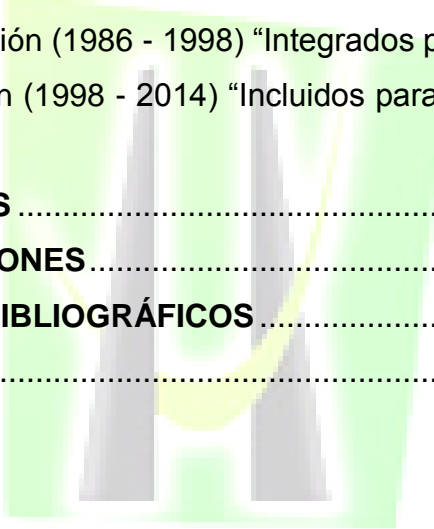 ión (1986 - 1998) “Integrados p
n (1998 - 2014) “Incluidos para
S ........................................
ONES ........................................
IBLIOGRÁFICOS ........................................
........................................